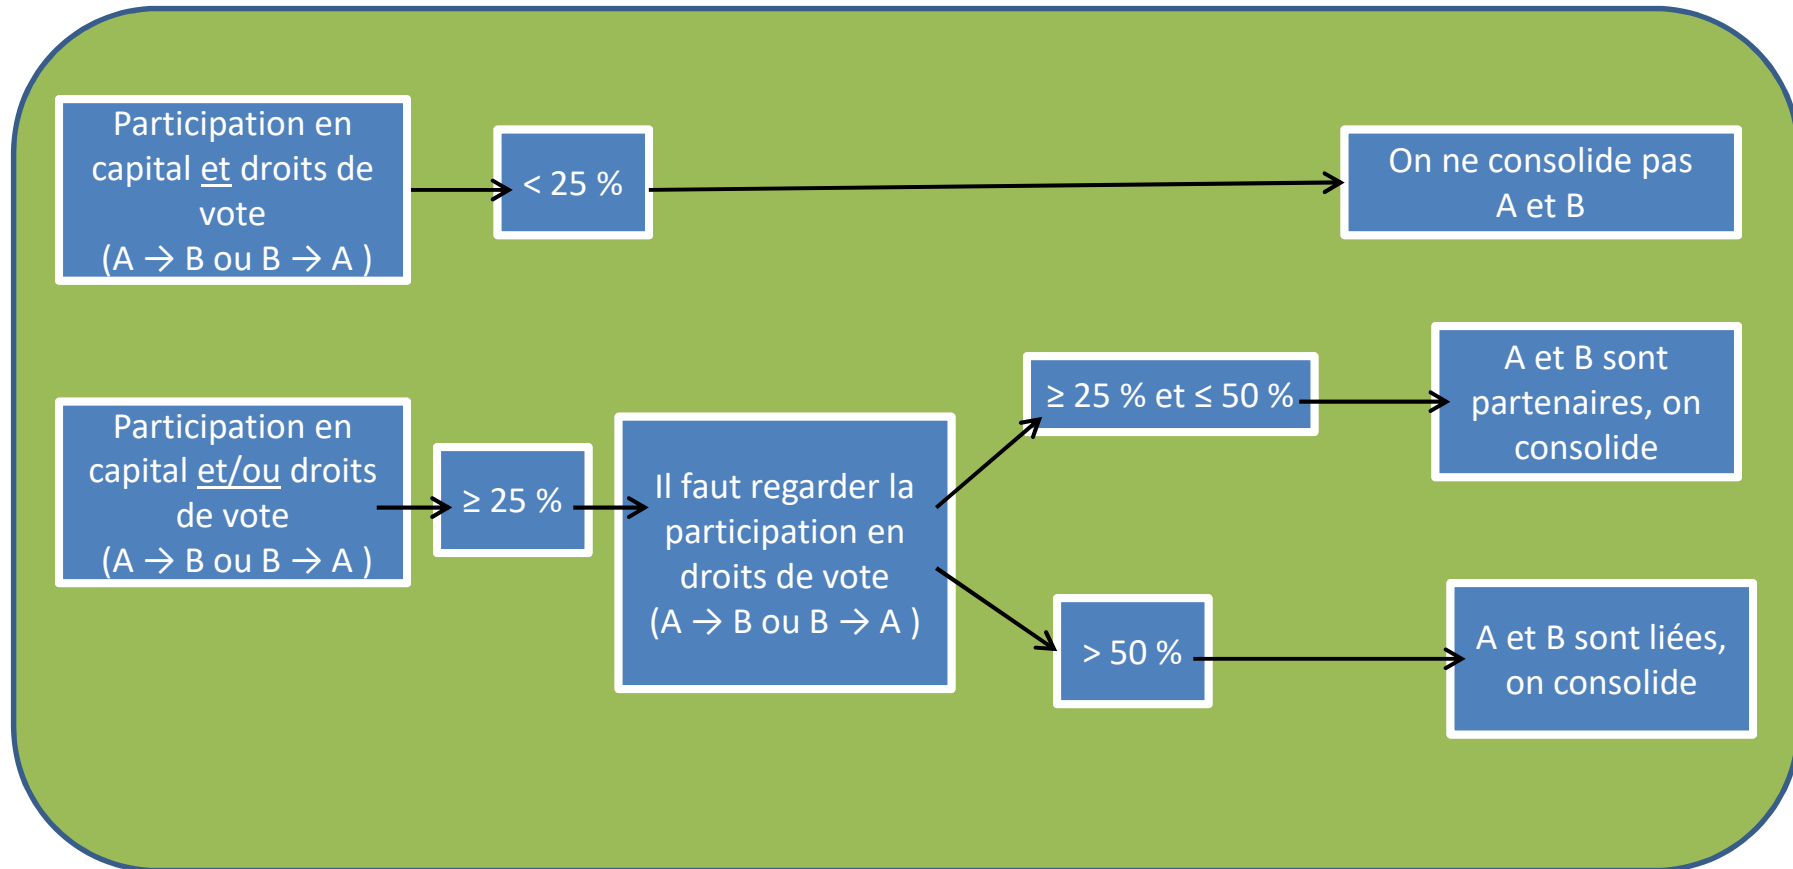 Participation en
capital et droits de
vote
(A → B ou B → A )
< 25 %
On ne consolide pas
A et B
Participation en
capital et/ou droits
de vote
(A → B ou B → A )
≥ 25 %
Il faut regarder la
participation en
droits de vote
(A → B ou B → A )
≥ 25 % et ≤ 50 %
A et B sont
partenaires, on
consolide
> 50 %
A et B sont liées,
on consolide